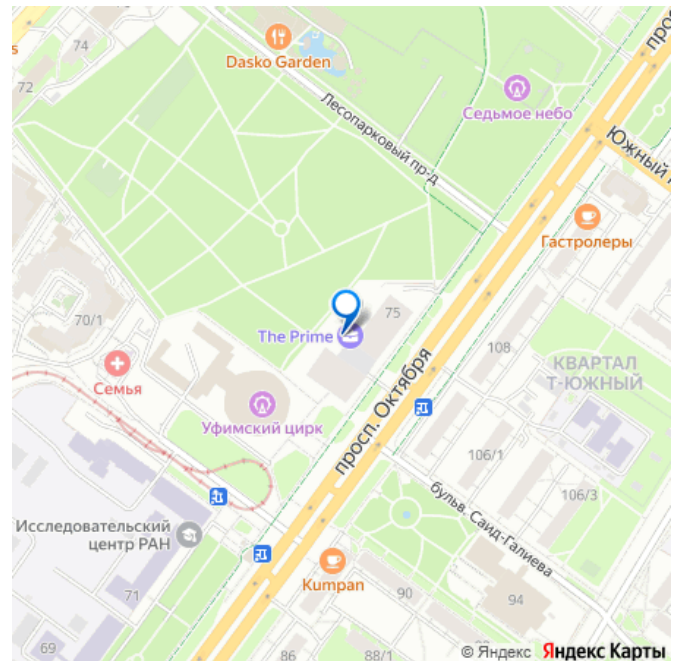 72
Dasko Garden
Седьмое небо
Лесопарковый пр-д
Южный
Гастролеры
70/1
The Prime
75
108
КВАРТАЛ
Т-ЮЖНЫЙ
Семья
Уфимский цирк
просп. Октября
106/1
106/3
бульв. Саид-Галиева
Исследовательский
центр РАН
Kumpan
71
90
94
69
86
88/1
© Яндекс Яндекс Карты